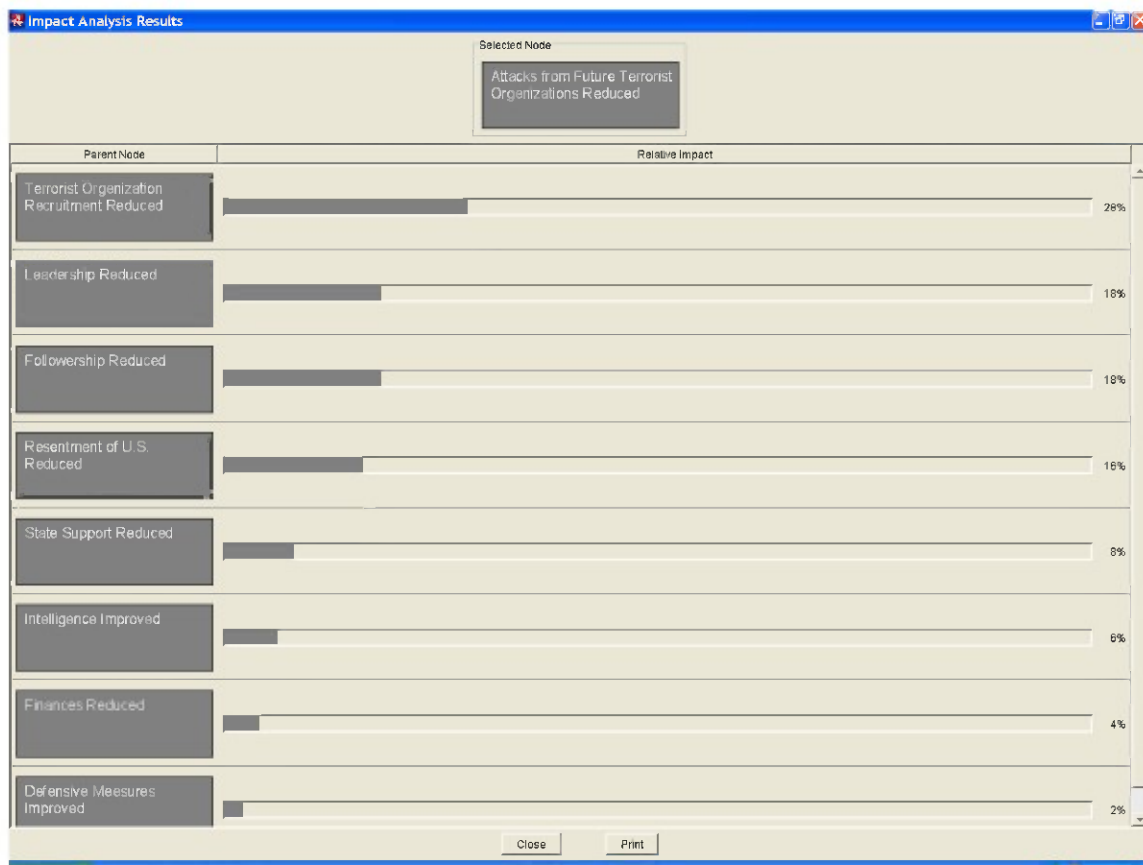 Impact Analysis Results
Selected Node
Attacks from Future Terrorist
Organizations Reduced
Parent Node
Relative Impact
Terrorist Organization
Recruitment Reduced
28%
Leadership Reduced
18%
Followership Reduced
18%
Resentment of U.S.
Reduced
16%
State Support Reduced
8%
Intelligence Improved
6%
Finances Reduced
4%
Defensive Measures
Improved
2%
Close
Print